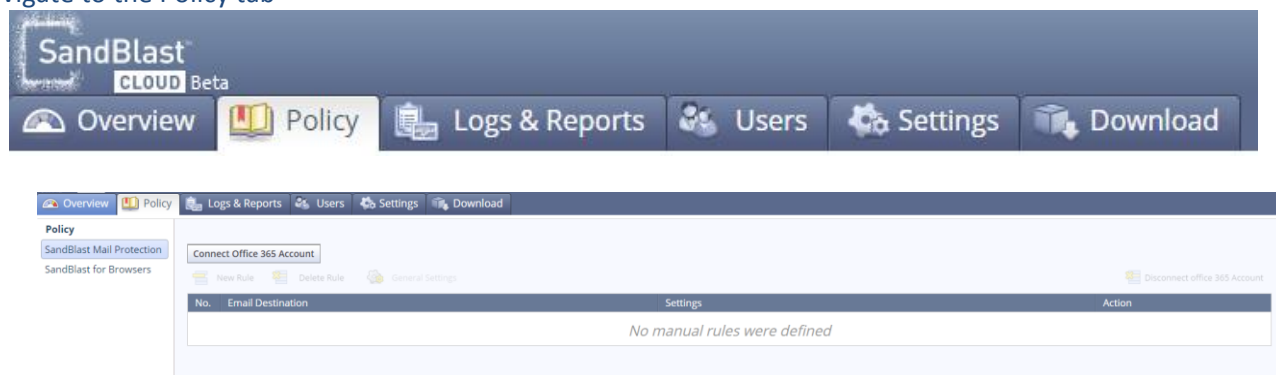 to the Policy tab
SandBlast
CLOUD Beta
Overview Policy Logs & Reports Users Settings Download
Overview Policy Logs & Reports Users Settings Download
Policy
SandBlast Mail Protection
SandBlast for Browsers
Connect Office 365 Account
New Rule Delete Rule General Settings Disconnect office 365 Account
No. Email Destination Settings Action
No manual rules were defined